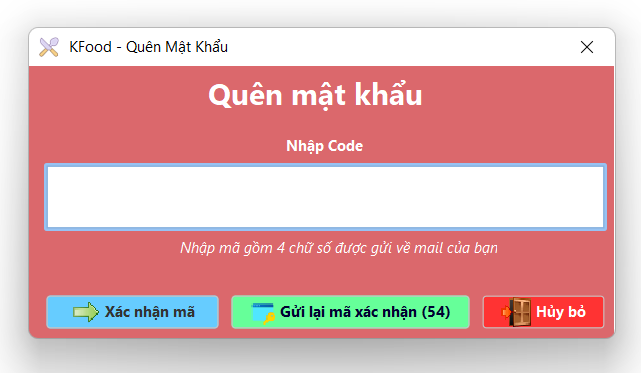 KFood - Quên Mật Khẩu
Quên mật khẩu
Nhập Code
Nhập mã gồm 4 chữ số được gửi về mail của bạn
Xác nhận mã
Gửi lại mã xác nhận (54)
Hủy bỏ